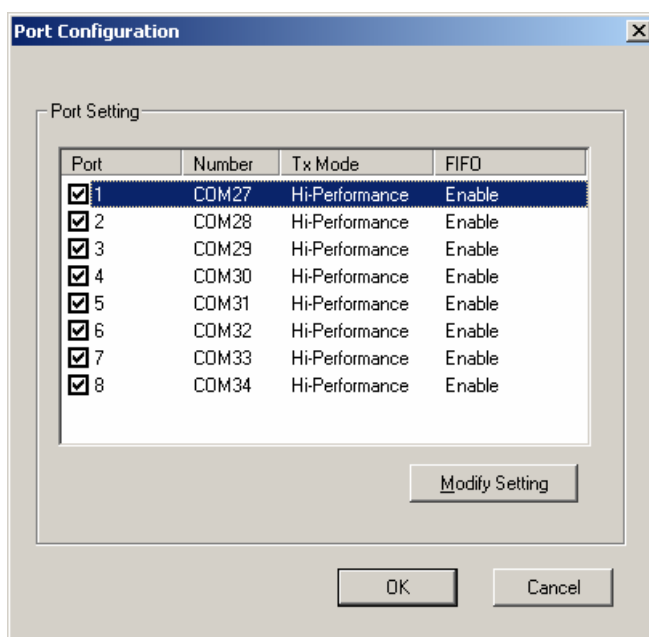 Port Configuration
Port Setting
Port Number Tx Mode FIFO
1 COM27 Hi-Performance Enable
2 COM28 Hi-Performance Enable
3 COM29 Hi-Performance Enable
4 COM30 Hi-Performance Enable
5 COM31 Hi-Performance Enable
6 COM32 Hi-Performance Enable
7 COM33 Hi-Performance Enable
8 COM34 Hi-Performance Enable
Modify Setting
OK Cancel